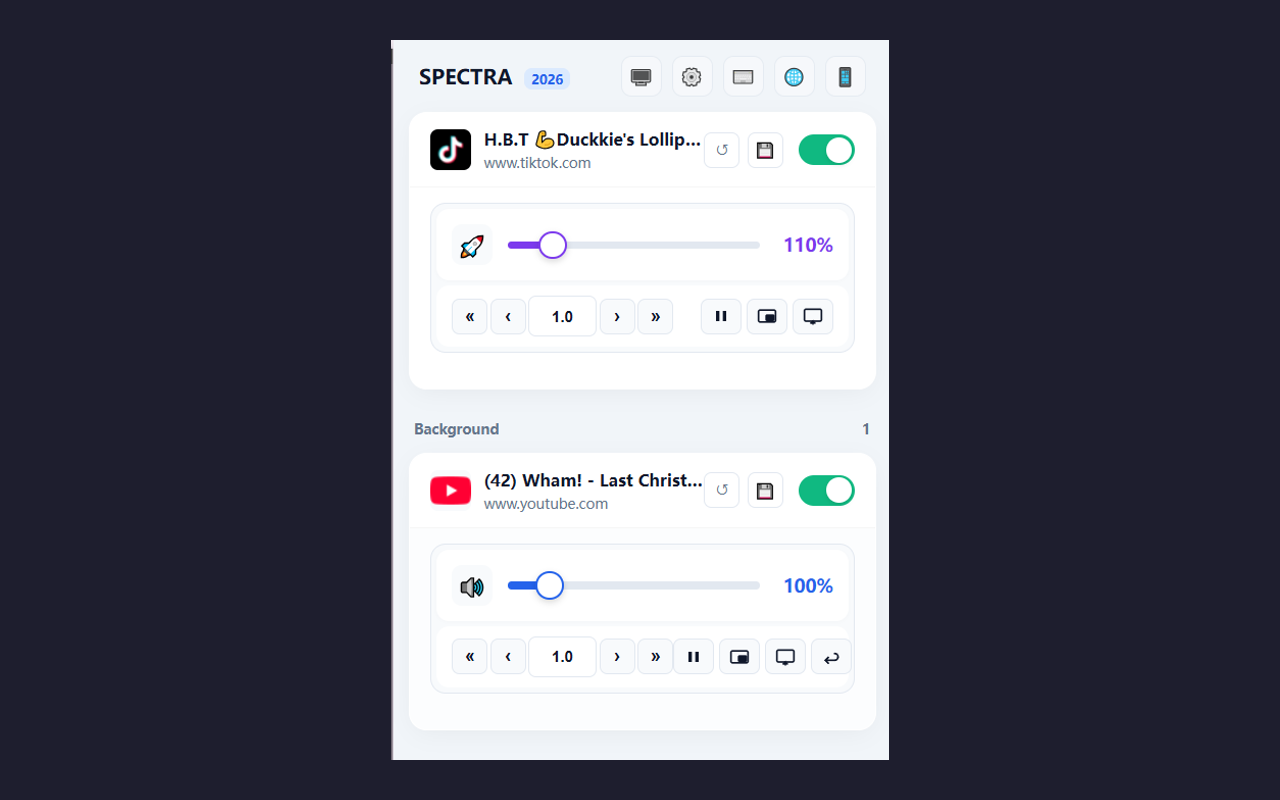 SPECTRA 2026
H.B.T 💪Duckkie's Lollip...
www.tiktok.com
110%
« ‹ 1.0 › »
Background 1
(42) Wham! - Last Christ...
www.youtube.com
100%
« ‹ 1.0 › »